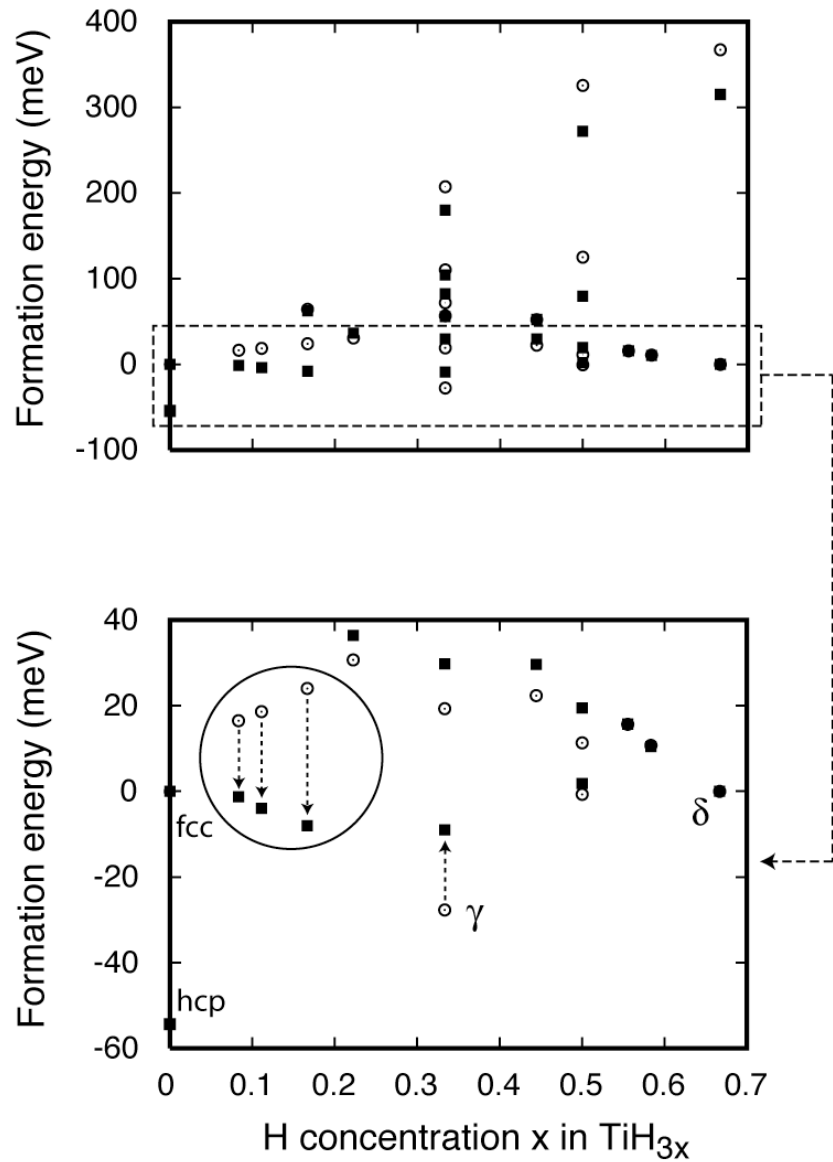 Formation energy (meV)
400
300
200
100
0
-100
Formation energy (meV)
40
20
0
-20
-40
-60
fcc
hcp
γ
δ
0 0.1 0.2 0.3 0.4 0.5 0.6 0.7
H concentration x in TiH3x